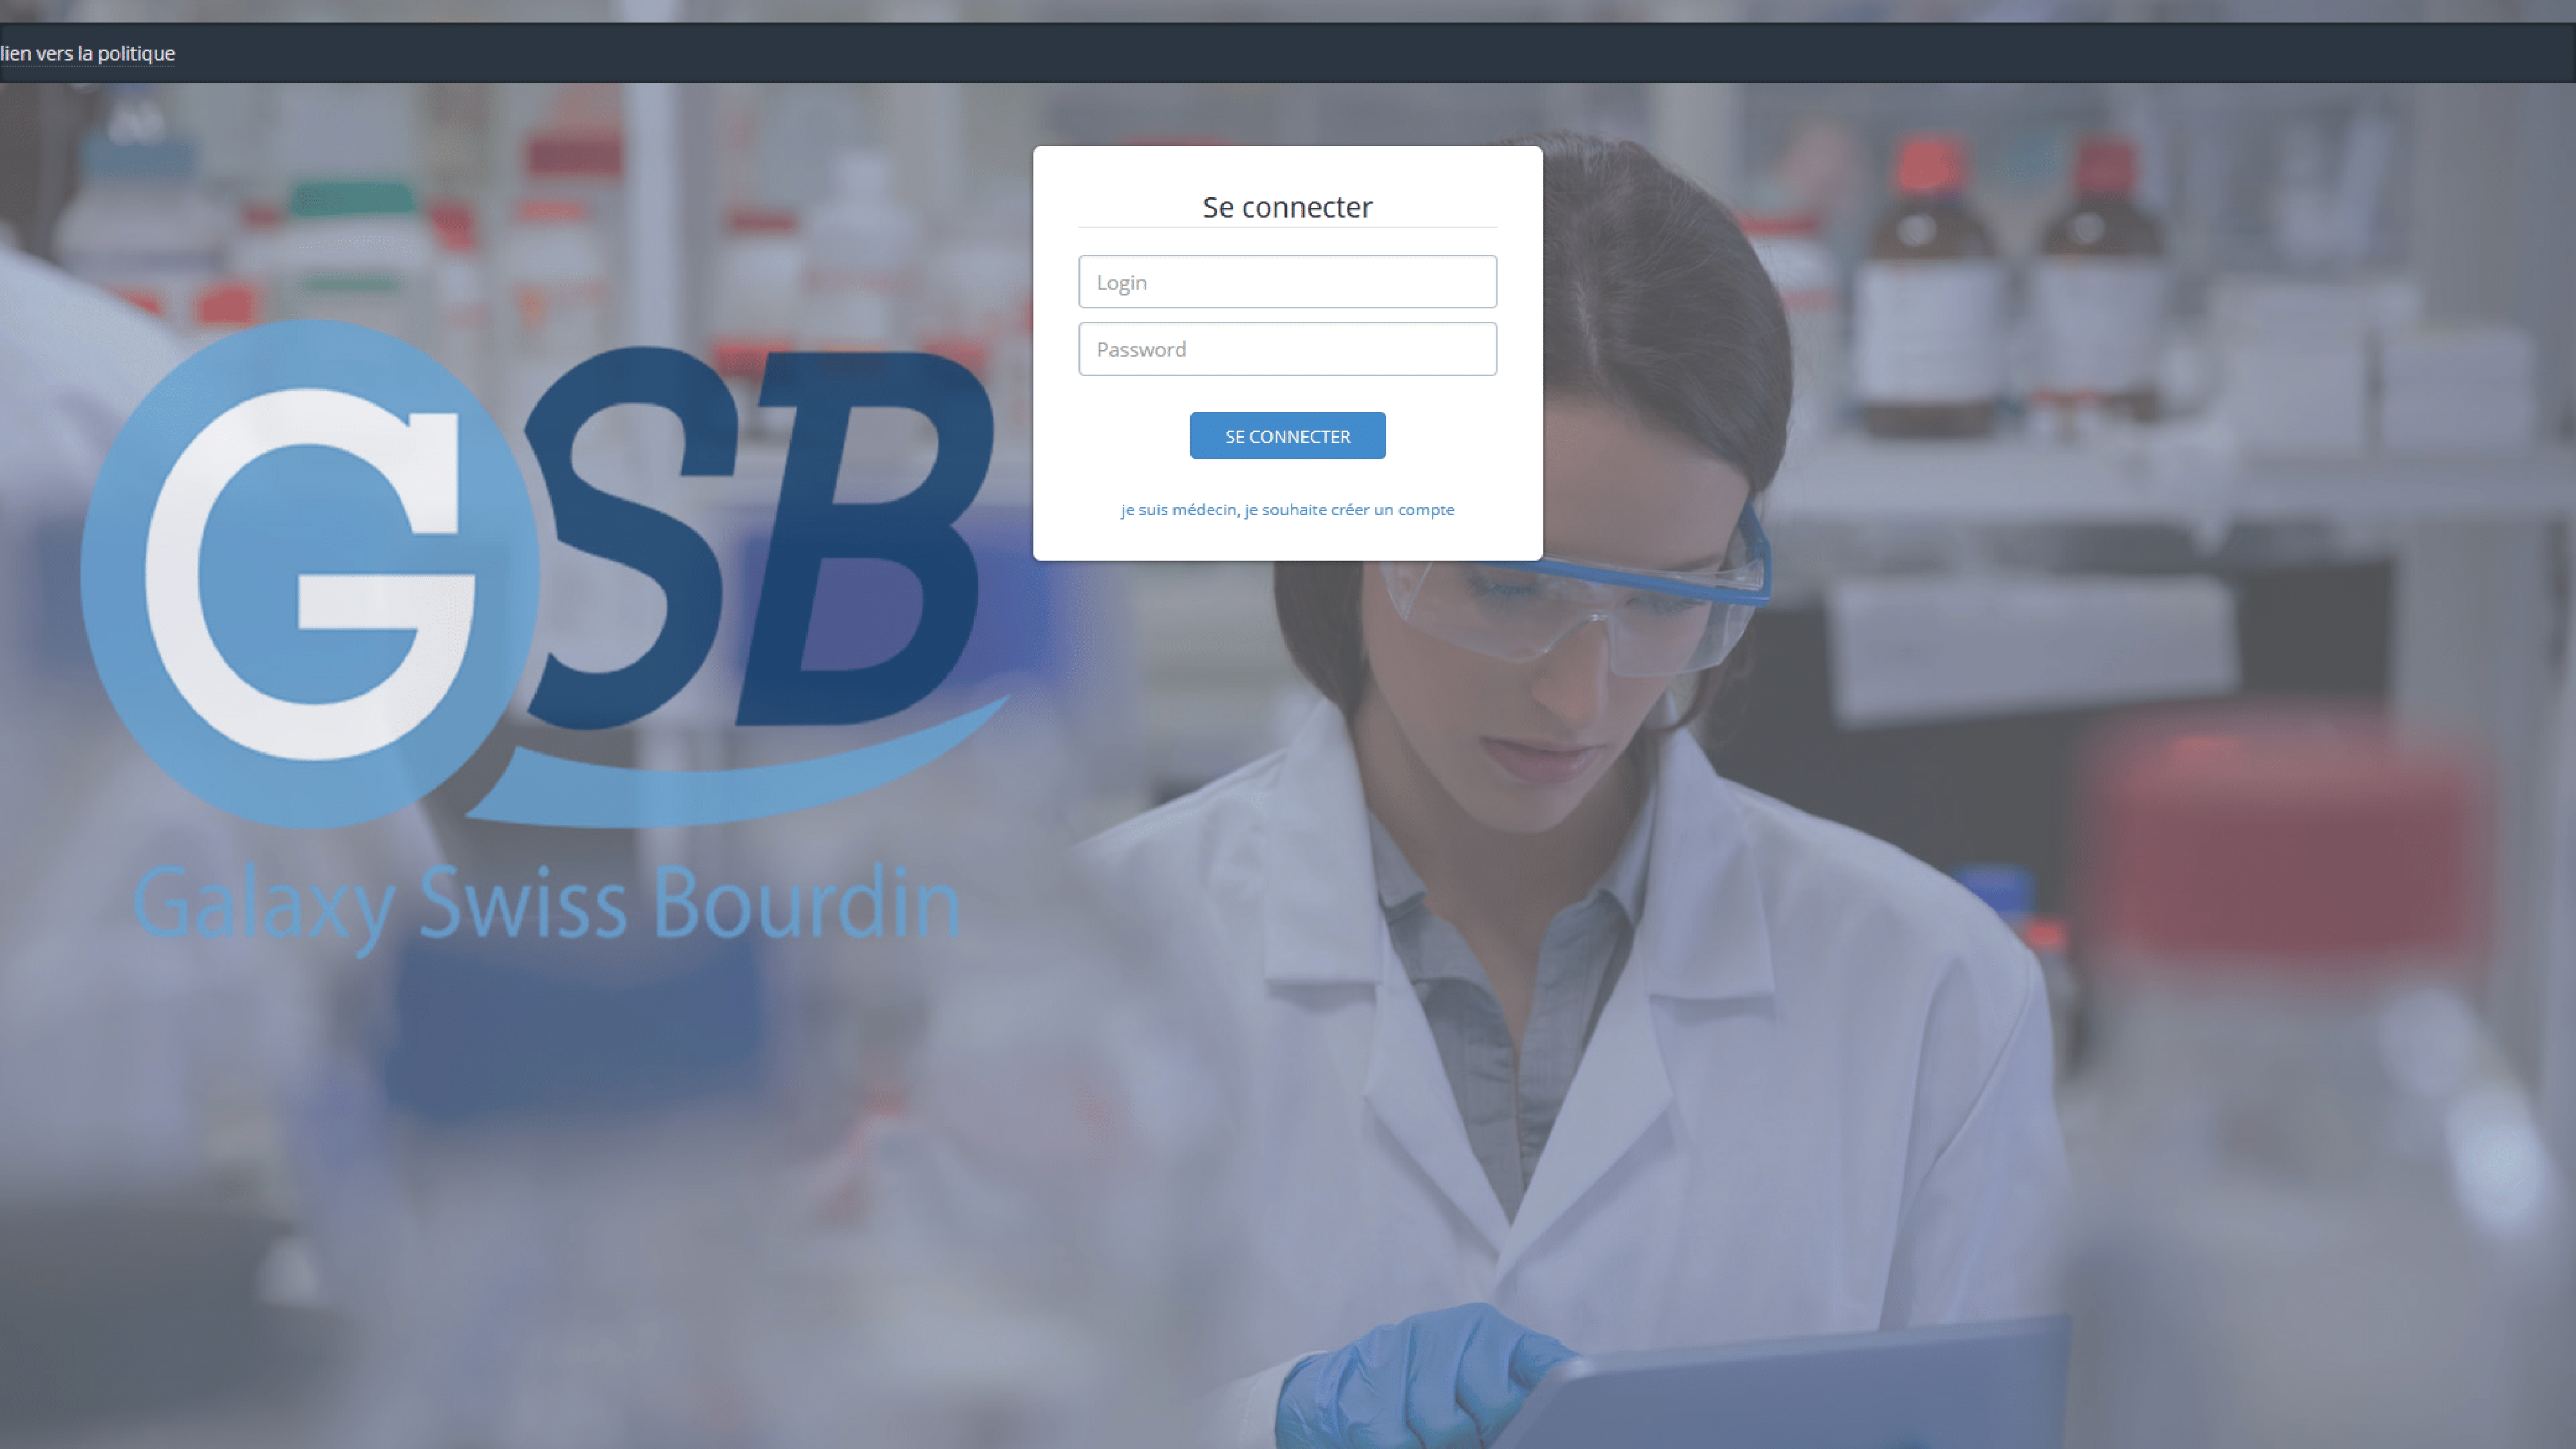 lien vers la politique
Se connecter
Login
Password
SE CONNECTER
je suis médecin, je souhaite créer un compte
GSB
Galaxy Swiss Bourdin